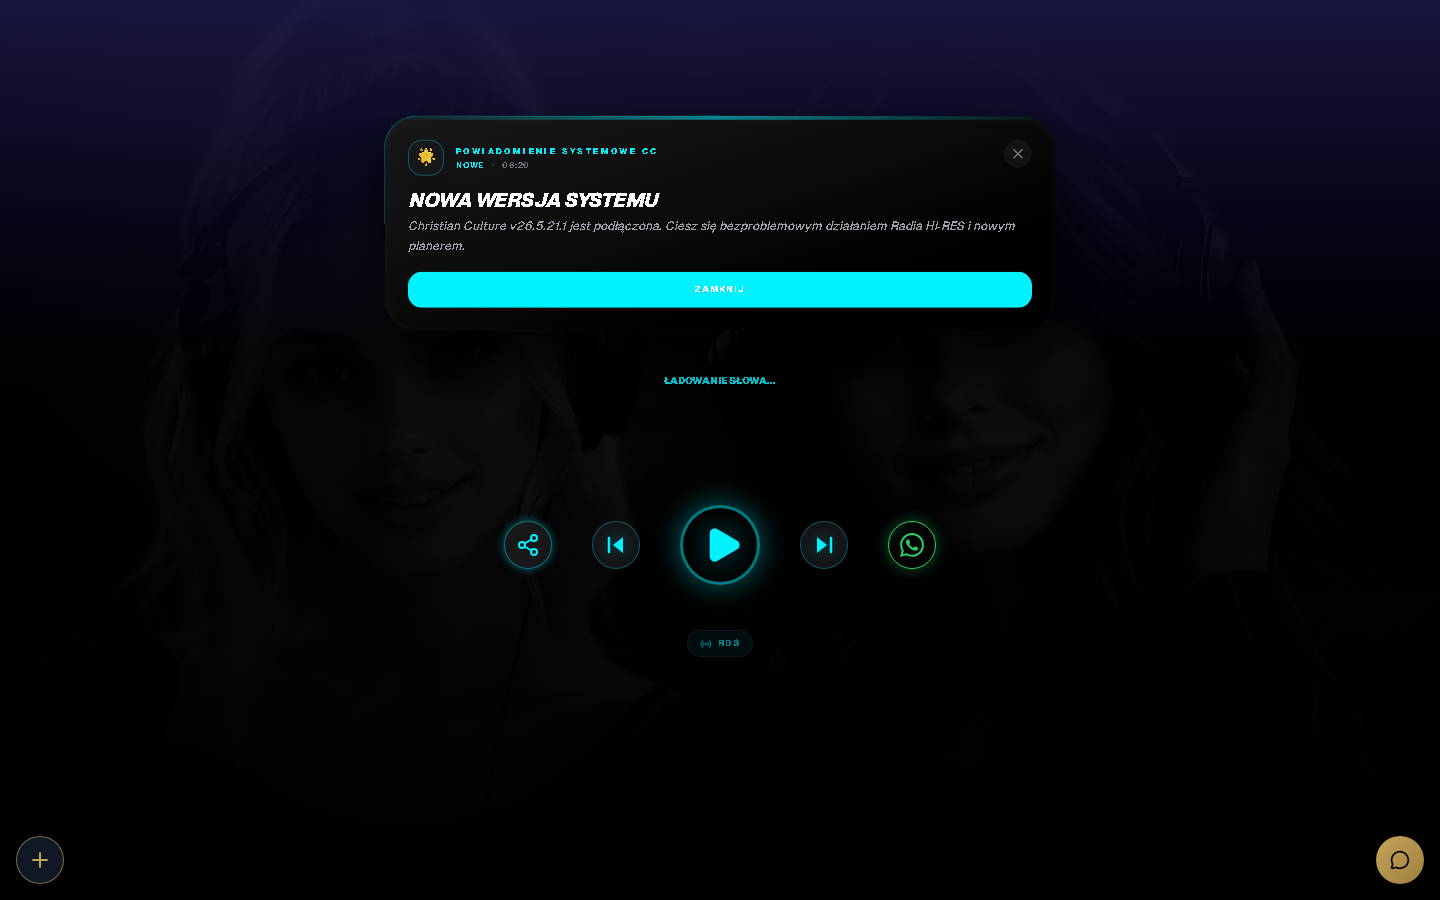 POWIADOMIENIE SYSTEMOWE CC
NOWE • 06:20
NOWA WERSJA SYSTEMU
Christian Culture v26.5.21.1 jest podłączona. Ciesz się bezproblemowym działaniem Radia HI-RES i nowym
planerem.
ZAMKNIJ
ŁADOWANIE SŁOWA...
RDS